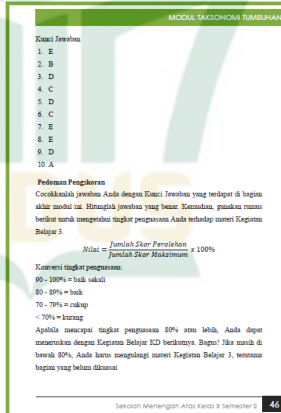 MODUL TAKSONOMI TUMBUHAN
Kunci Jawaban
1. E
2. B
3. D
4. C
5. D
6. C
7. E
8. E
9. D
10. A
Pedoman Pengskoran
Cocokkanlah jawaban Anda dengan Kunci Jawaban yang terdapat di bagian
akhir modul ini. Hitunglah jawaban yang benar. Kemudian, gunakan rumus
berikut untuk mengetahui tingkat penguasaan Anda terhadap materi Kegiatan
Belajar 3.
Nilai = Jumlah Skor Perolehan / Jumlah Skor Maksimum x 100%
Konversi tingkat penguasaan:
90 - 100% = baik sekali
80 - 89% = baik
70 - 79% = cukup
< 70% = kurang
Apabila mencapai tingkat penguasaan 80% atau lebih, Anda dapat
meneruskan dengan Kegiatan Belajar KD berikutnya. Bagus! Jika masih di
bawah 80%, Anda harus mengulangi materi Kegiatan Belajar 3, terutama
bagian yang belum dikuasai
Sekolah Menengah Atas Kelas X Semester 2 46